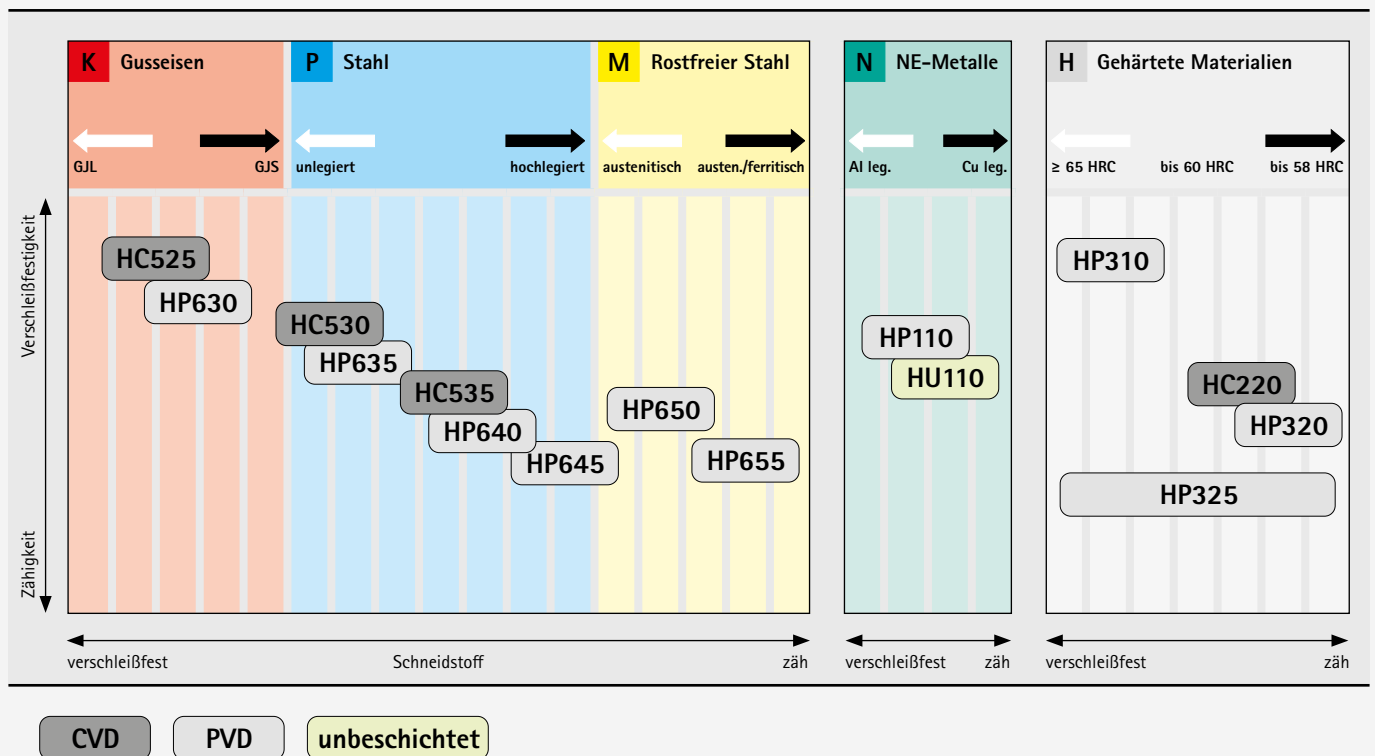 K Gusseisen P Stahl M Rostfreier Stahl N NE-Metalle H Gehärtete Materialien
GJL GJS unlegiert hochlegiert austenitisch austen./ferritisch Al leg. Cu leg. ≥ 65 HRC bis 60 HRC bis 58 HRC
Verschleißfestigkeit
Zähigkeit
HC525
HP630
HC530
HP635
HC535
HP640
HP645
HP650
HP655
HP110
HU110
HP310
HC220
HP320
HP325
verschleißfest Schneidstoff zäh verschleißfest zäh verschleißfest zäh
CVD PVD unbeschichtet